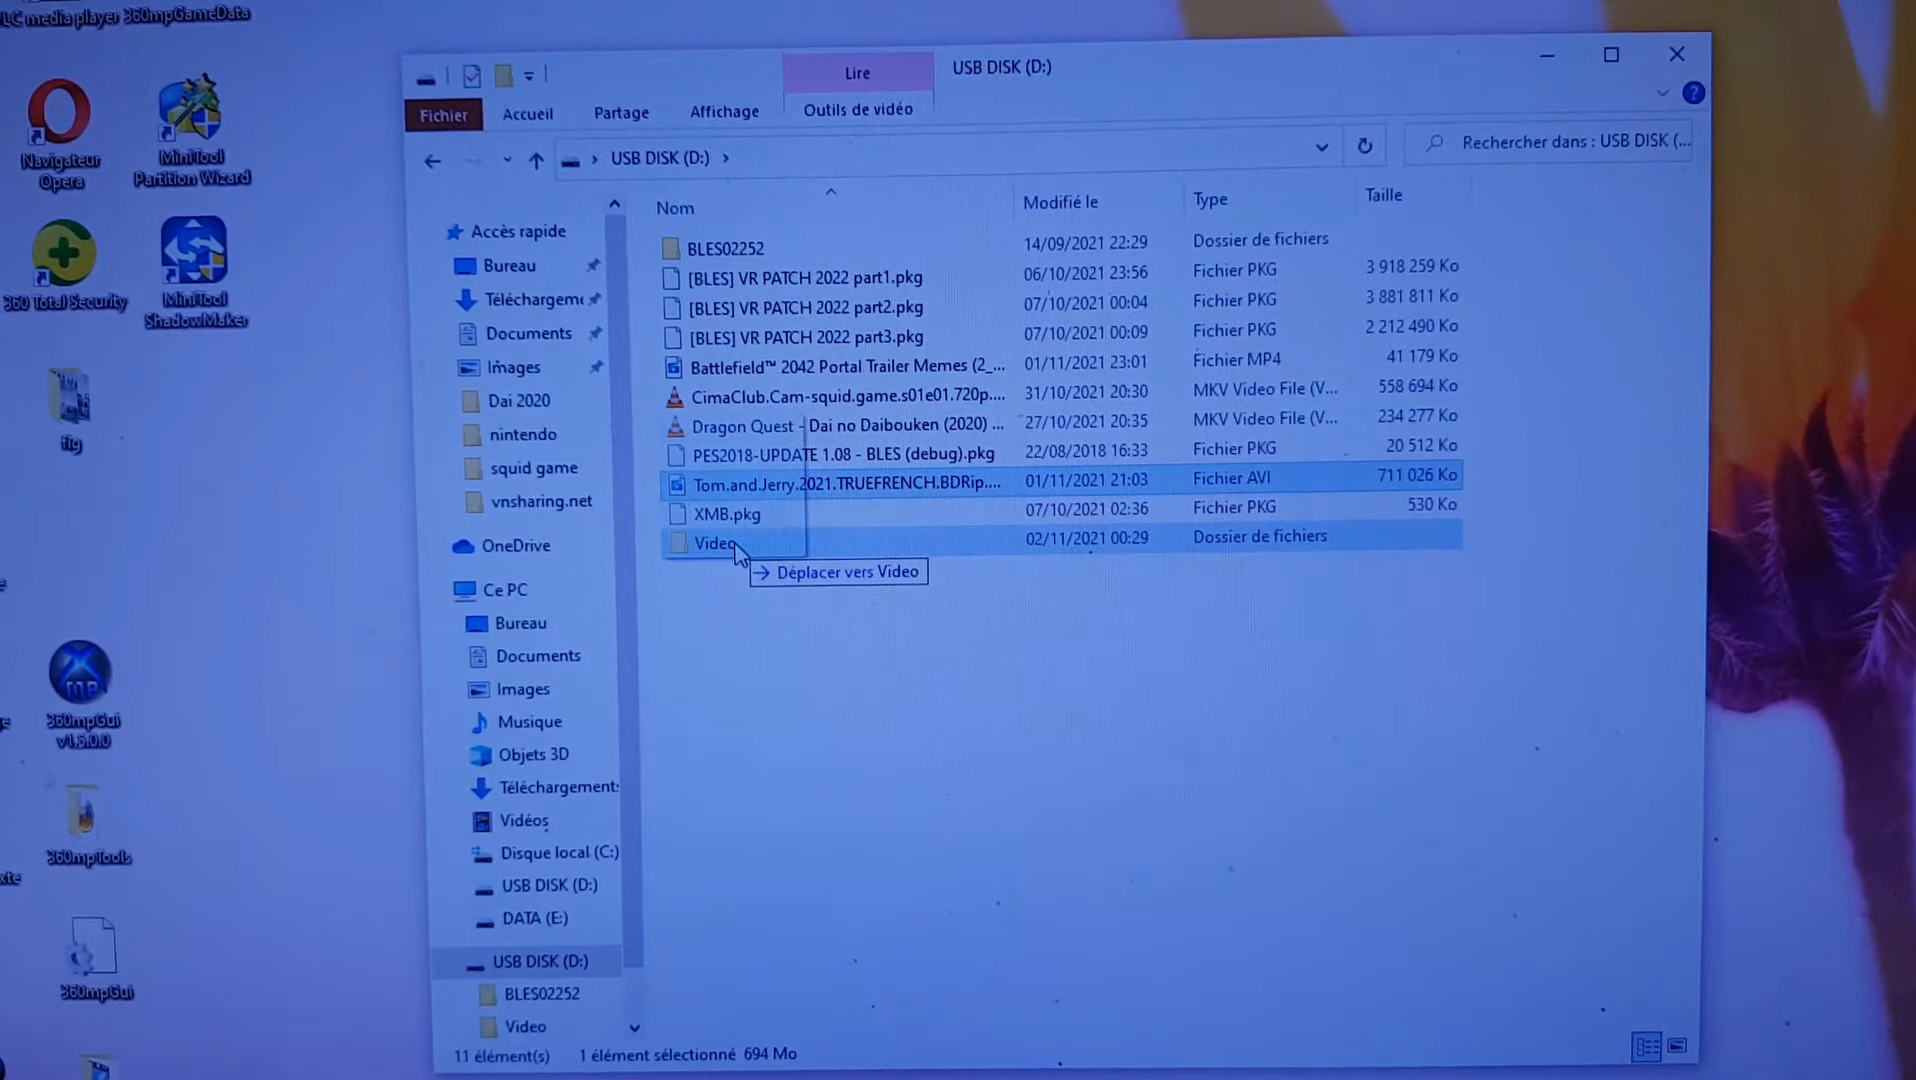 LC media player 360mpGameData
Navigateur Opera
MiniTool Partition Wizard
360 Total Security
MiniTool ShadowMaker
fig
360mpGui v1.5.0.0
360mpTools
xte
360mpGui
Lire
USB DISK (D:)
Fichier Accueil Partage Affichage Outils de vidéo
USB DISK (D:)
Rechercher dans : USB DISK (...
Nom Modifié le Type Taille
BLES02252 14/09/2021 22:29 Dossier de fichiers
[BLES] VR PATCH 2022 part1.pkg 06/10/2021 23:56 Fichier PKG 3 918 259 Ko
[BLES] VR PATCH 2022 part2.pkg 07/10/2021 00:04 Fichier PKG 3 881 811 Ko
[BLES] VR PATCH 2022 part3.pkg 07/10/2021 00:09 Fichier PKG 2 212 490 Ko
Battlefield™ 2042 Portal Trailer Memes (2_... 01/11/2021 23:01 Fichier MP4 41 179 Ko
CimaClub.Cam-squid.game.s01e01.720p.... 31/10/2021 20:30 MKV Video File (V... 558 694 Ko
Dragon Quest - Dai no Daibouken (2020) ... 27/10/2021 20:35 MKV Video File (V... 234 277 Ko
PES2018-UPDATE 1.08 - BLES (debug).pkg 22/08/2018 16:33 Fichier PKG 20 512 Ko
Tom.and.Jerry.2021.TRUEFRENCH.BDRip.... 01/11/2021 21:03 Fichier AVI 711 026 Ko
XMB.pkg 07/10/2021 02:36 Fichier PKG 530 Ko
Video 02/11/2021 00:29 Dossier de fichiers
Déplacer vers Video
Accès rapide
Bureau
Téléchargeme
Documents
Images
Dai 2020
nintendo
squid game
vnsharing.net
OneDrive
Ce PC
Bureau
Documents
Images
Musique
Objets 3D
Téléchargements
Vidéos
Disque local (C:)
USB DISK (D:)
DATA (E:)
USB DISK (D:)
BLES02252
Video
11 élément(s) 1 élément sélectionné 694 Mo